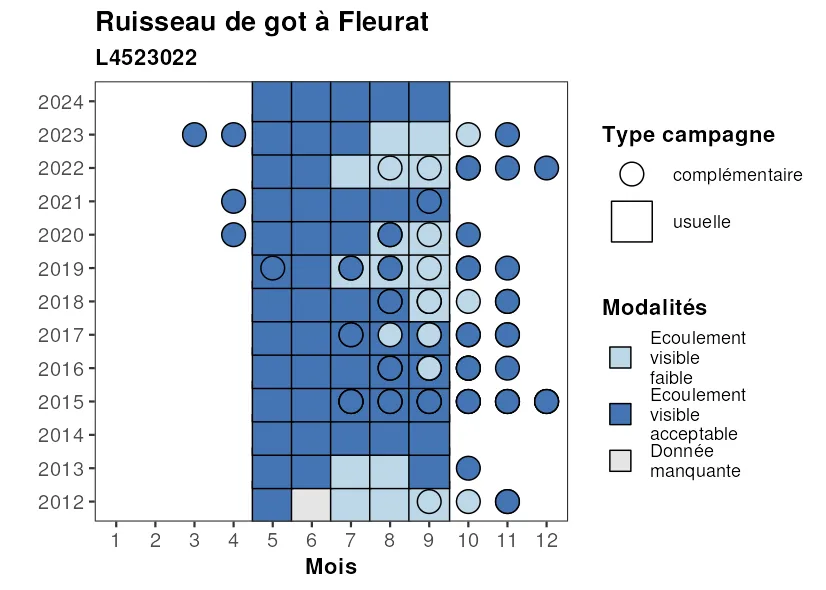 Ruisseau de got à Fleurat
L4523022
2024
2023
2022
2021
2020
2019
2018
2017
2016
2015
2014
2013
2012
1 2 3 4 5 6 7 8 9 10 11 12
Mois
Type campagne
complémentaire
usuelle
Modalités
Ecoulement
visible
faible
Ecoulement
visible
acceptable
Donnée
manquante